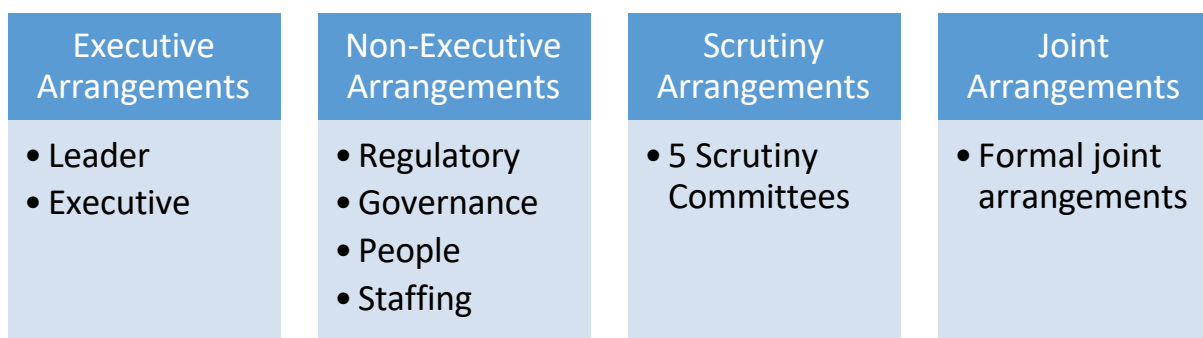 Executive
Arrangements
• Leader
• Executive
Non-Executive
Arrangements
• Regulatory
• Governance
• People
• Staffing
Scrutiny
Arrangements
• 5 Scrutiny
Committees
Joint
Arrangements
• Formal joint
arrangements